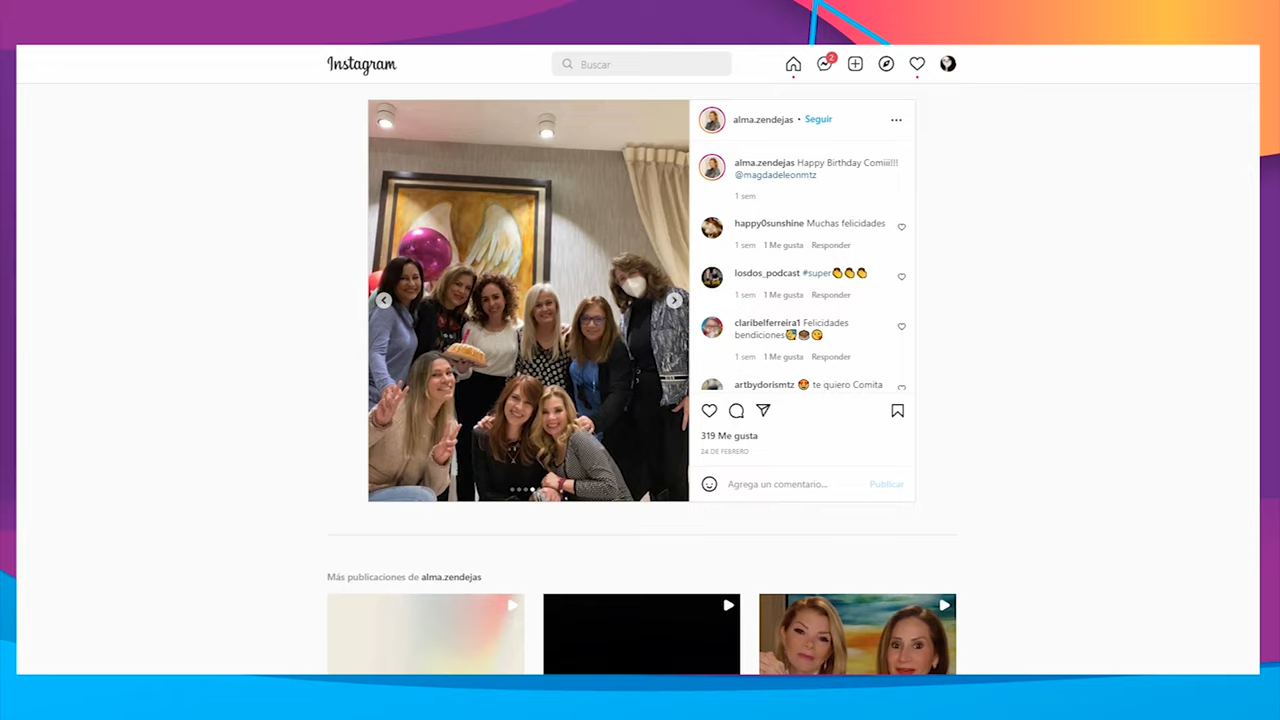 Instagram
Buscar
2
alma.zendejas • Seguir
alma.zendejas Happy Birthday Comiii!!!
@magdadeleonmtz
1 sem
happy0sunshine Muchas felicidades
1 sem 1 Me gusta Responder
losdos_podcast #super👏👏👏
1 sem 1 Me gusta Responder
claribelferreira1 Felicidades
bendiciones🥳🎂😋
1 sem 1 Me gusta Responder
artbydorismtz 😍 te quiero Comita
319 Me gusta
24 DE FEBRERO
Agrega un comentario...
Publicar
Más publicaciones de alma.zendejas